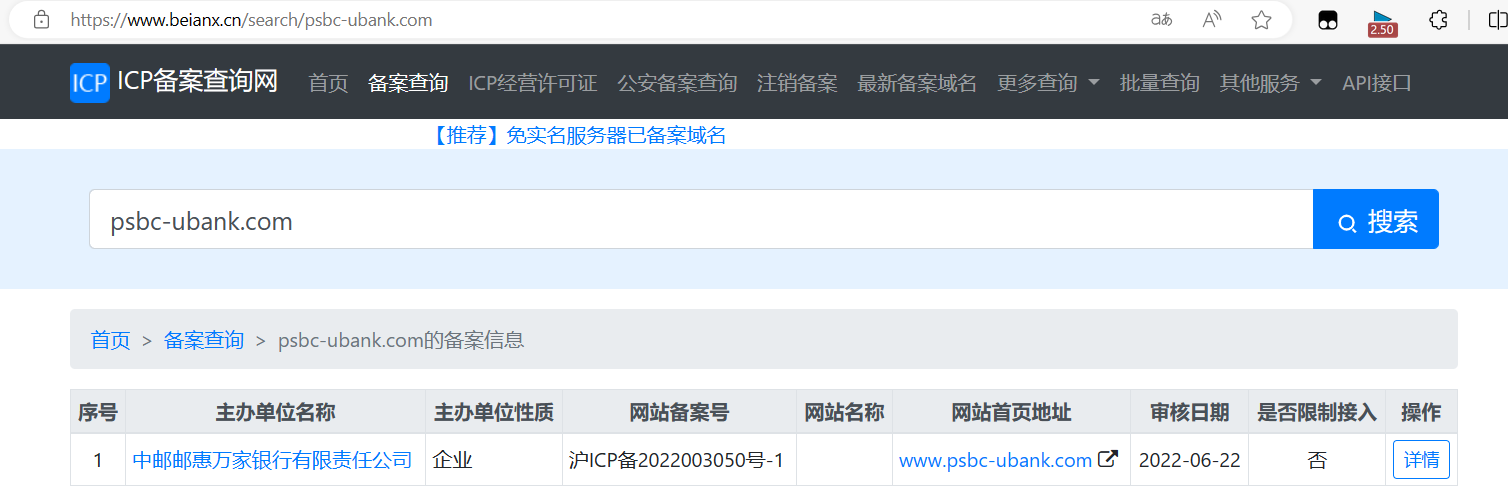 https://www.beianx.cn/search/psbc-ubank.com aあ A 2.50
ICP ICP备案查询网 首页 备案查询 ICP经营许可证 公安备案查询 注销备案 最新备案域名 更多查询 批量查询 其他服务 API接口
【推荐】免实名服务器已备案域名
psbc-ubank.com 搜索
首页 > 备案查询 > psbc-ubank.com的备案信息
序号 主办单位名称 主办单位性质 网站备案号 网站名称 网站首页地址 审核日期 是否限制接入 操作
1 中邮邮惠万家银行有限责任公司 企业 沪ICP备2022003050号-1 www.psbc-ubank.com 2022-06-22 否 详情